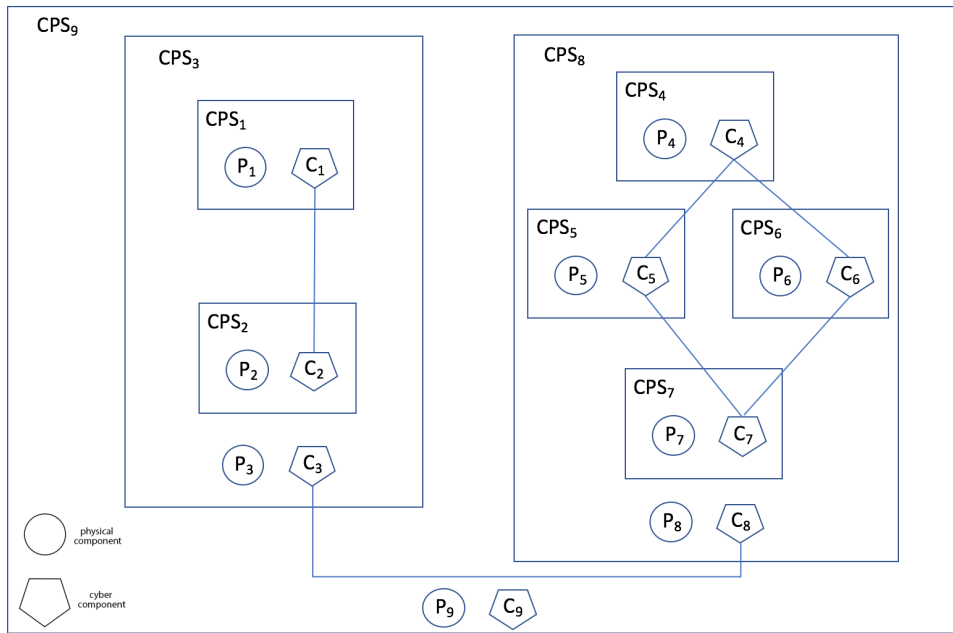 CPS₉
CPS₃
CPS₈
CPS₄
P₄ C₄
CPS₁
P₁ C₁
CPS₅
P₅ C₅
CPS₆
P₆ C₆
CPS₂
P₂ C₂
CPS₇
P₇ C₇
P₃ C₃
P₈ C₈
physical
component
cyber
component
P₉ C₉